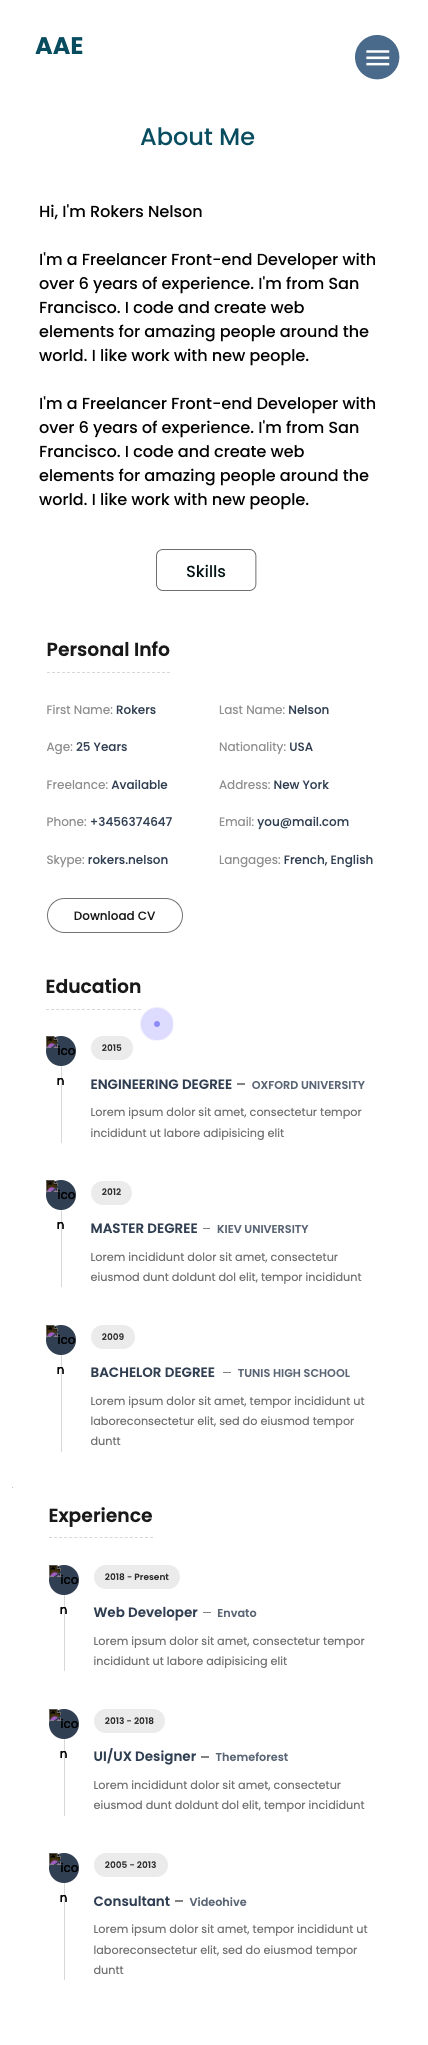 AAE
About Me
Hi, I'm Rokers Nelson
I'm a Freelancer Front-end Developer with
over 6 years of experience. I'm from San
Francisco. I code and create web
elements for amazing people around the
world. I like work with new people.
I'm a Freelancer Front-end Developer with
over 6 years of experience. I'm from San
Francisco. I code and create web
elements for amazing people around the
world. I like work with new people.
Skills
Personal Info
First Name: Rokers Last Name: Nelson
Age: 25 Years Nationality: USA
Freelance: Available Address: New York
Phone: +3456374647 Email: you@mail.com
Skype: rokers.nelson Langages: French, English
Download CV
Education
ico 2015
n
ENGINEERING DEGREE — OXFORD UNIVERSITY
Lorem ipsum dolor sit amet, consectetur tempor
incididunt ut labore adipisicing elit
ico 2012
n
MASTER DEGREE — KIEV UNIVERSITY
Lorem incididunt dolor sit amet, consectetur
eiusmod dunt doldunt dol elit, tempor incididunt
ico 2009
n
BACHELOR DEGREE — TUNIS HIGH SCHOOL
Lorem ipsum dolor sit amet, tempor incididunt ut
laboreconsectetur elit, sed do eiusmod tempor
duntt
Experience
ico 2018 - Present
n
Web Developer — Envato
Lorem ipsum dolor sit amet, consectetur tempor
incididunt ut labore adipisicing elit
ico 2013 - 2018
n
UI/UX Designer — Themeforest
Lorem incididunt dolor sit amet, consectetur
eiusmod dunt doldunt dol elit, tempor incididunt
ico 2005 - 2013
n
Consultant — Videohive
Lorem ipsum dolor sit amet, tempor incididunt ut
laboreconsectetur elit, sed do eiusmod tempor
duntt